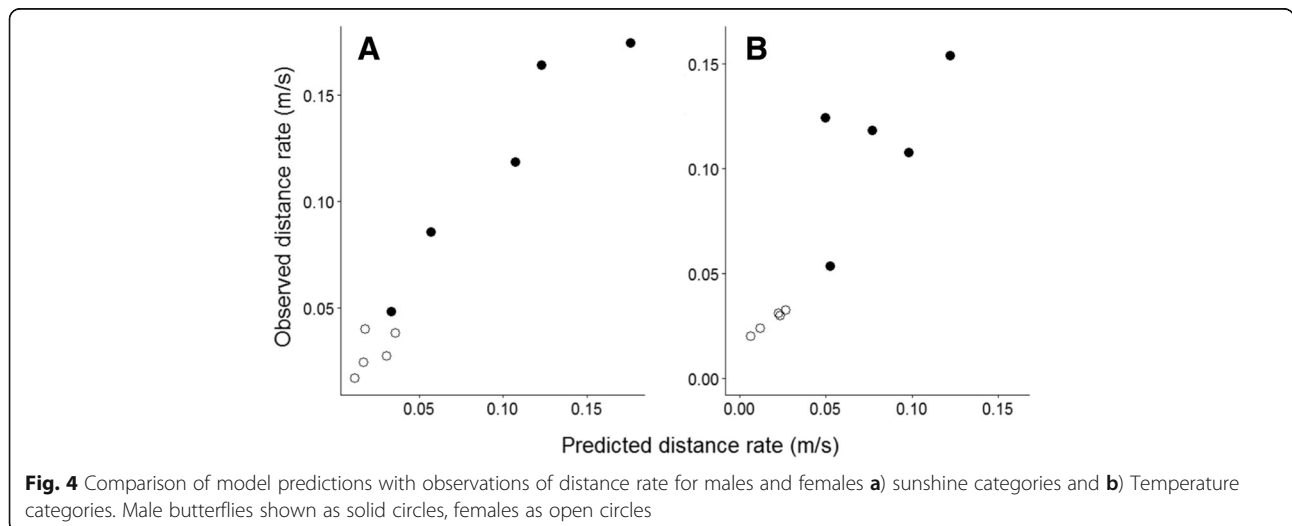 A
B
Observed distance rate (m/s)
0.15
0.10
0.05
0.15
0.10
0.05
0.00
0.05
0.10
0.15
0.00
0.05
0.10
0.15
Predicted distance rate (m/s)
Fig. 4 Comparison of model predictions with observations of distance rate for males and females a) sunshine categories and b) Temperature
categories. Male butterflies shown as solid circles, females as open circles